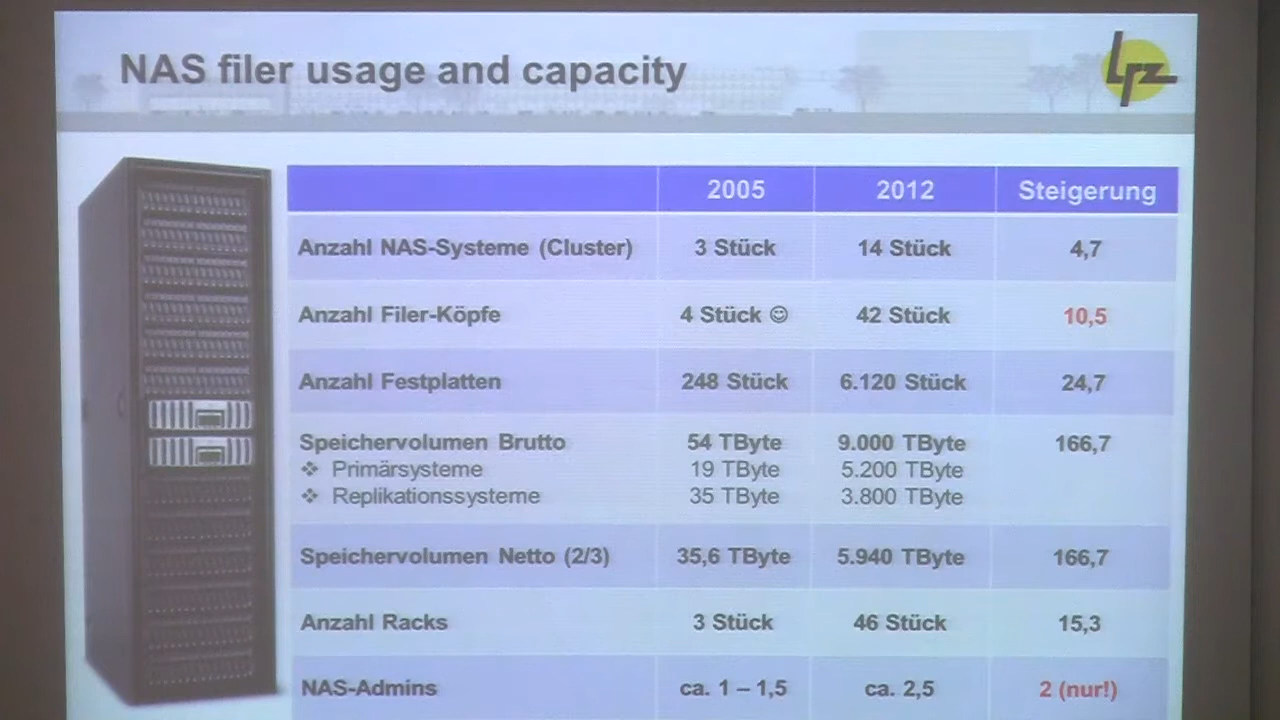 NAS filer usage and capacity
lrz
2005 2012 Steigerung
Anzahl NAS-Systeme (Cluster) 3 Stück 14 Stück 4,7
Anzahl Filer-Köpfe 4 Stück ☺ 42 Stück 10,5
Anzahl Festplatten 248 Stück 6.120 Stück 24,7
Speichervolumen Brutto 54 TByte 9.000 TByte 166,7
❖ Primärsysteme 19 TByte 5.200 TByte
❖ Replikationssysteme 35 TByte 3.800 TByte
Speichervolumen Netto (2/3) 35,6 TByte 5.940 TByte 166,7
Anzahl Racks 3 Stück 46 Stück 15,3
NAS-Admins ca. 1 – 1,5 ca. 2,5 2 (nur!)